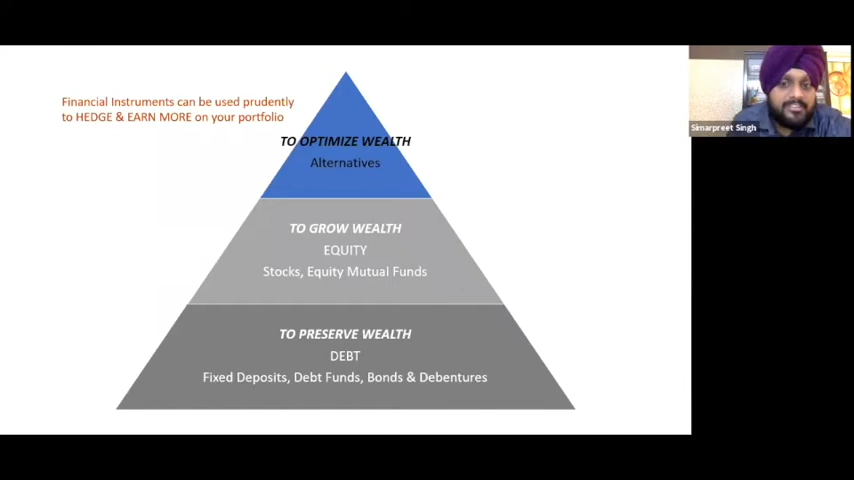 Financial Instruments can be used prudently
to HEDGE & EARN MORE on your portfolio
TO OPTIMIZE WEALTH
Alternatives
TO GROW WEALTH
EQUITY
Stocks, Equity Mutual Funds
TO PRESERVE WEALTH
DEBT
Fixed Deposits, Debt Funds, Bonds & Debentures
Simarpreet Singh